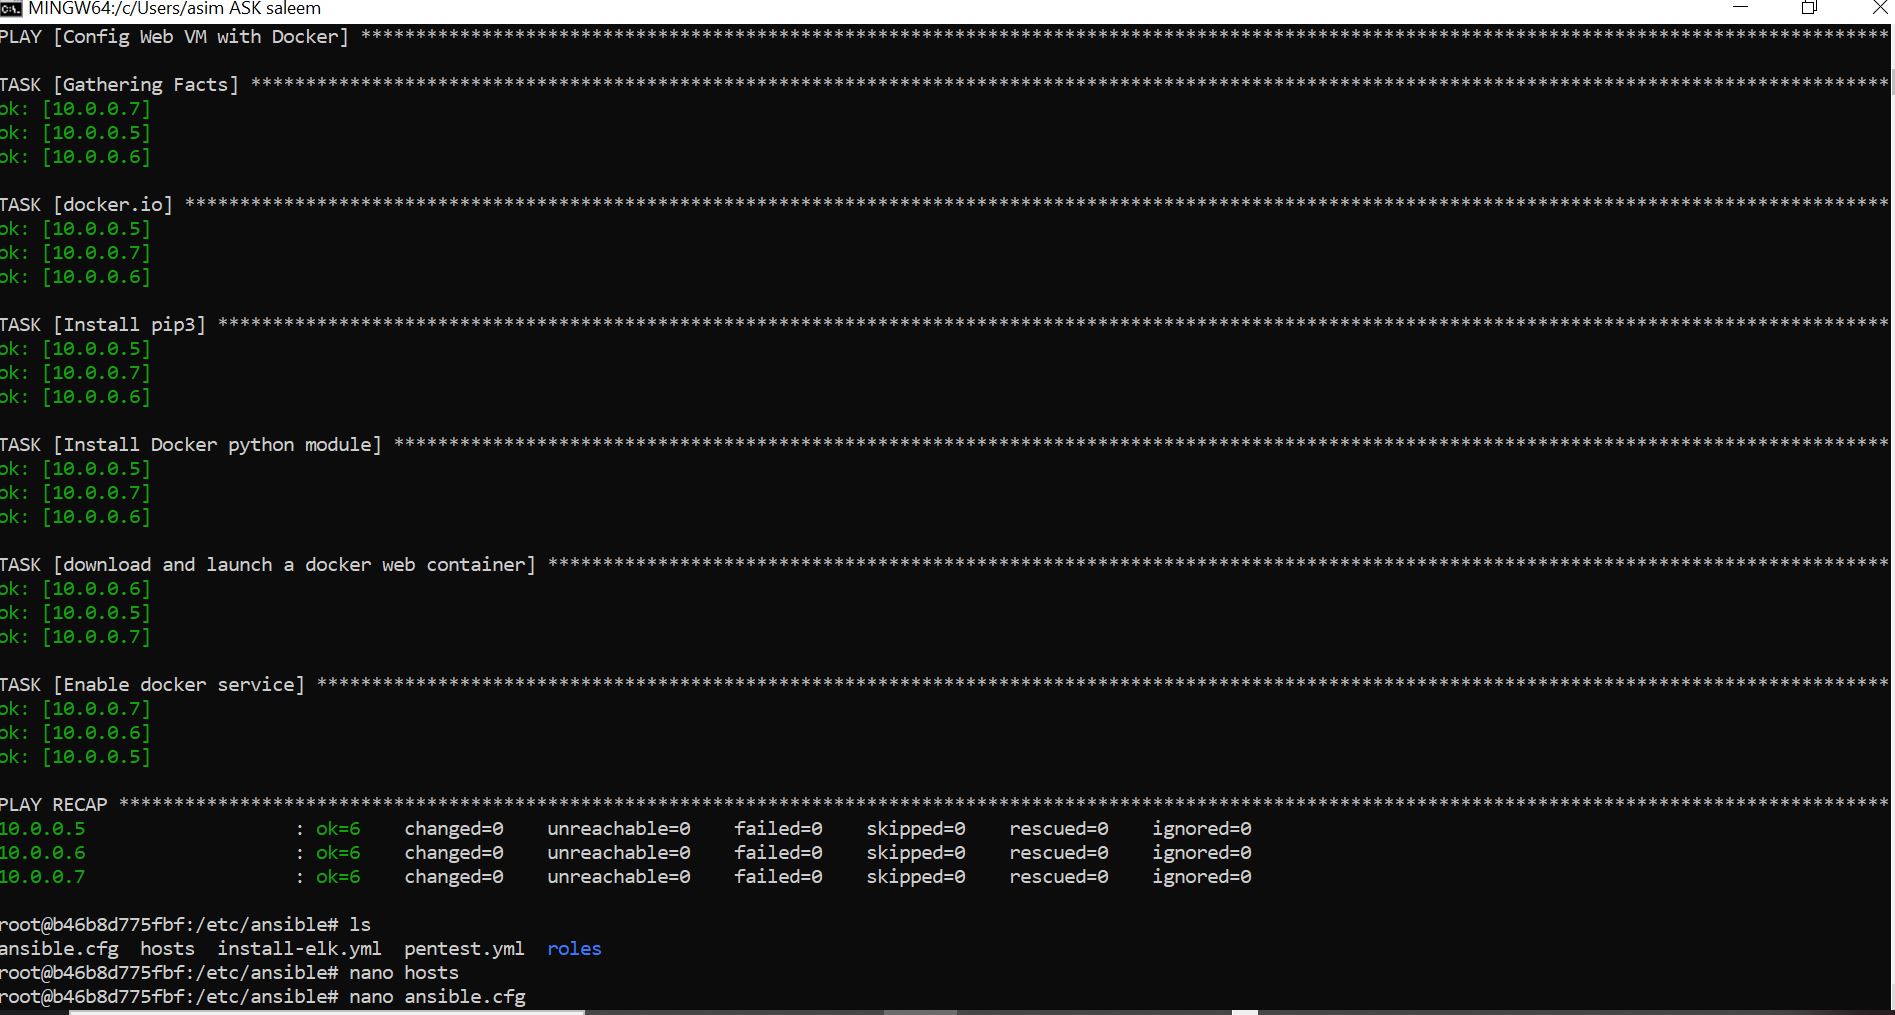 MINGW64:/c/Users/asim ASK saleem
PLAY [Config Web VM with Docker] *******************************************************************************************************************************************
TASK [Gathering Facts] *****************************************************************************************************************************************************
ok: [10.0.0.7]
ok: [10.0.0.5]
ok: [10.0.0.6]
TASK [docker.io] ***********************************************************************************************************************************************************
ok: [10.0.0.5]
ok: [10.0.0.7]
ok: [10.0.0.6]
TASK [Install pip3] ********************************************************************************************************************************************************
ok: [10.0.0.5]
ok: [10.0.0.7]
ok: [10.0.0.6]
TASK [Install Docker python module] ****************************************************************************************************************************************
ok: [10.0.0.5]
ok: [10.0.0.7]
ok: [10.0.0.6]
TASK [download and launch a docker web container] **************************************************************************************************************************
ok: [10.0.0.6]
ok: [10.0.0.5]
ok: [10.0.0.7]
TASK [Enable docker service] ***********************************************************************************************************************************************
ok: [10.0.0.7]
ok: [10.0.0.6]
ok: [10.0.0.5]
PLAY RECAP *****************************************************************************************************************************************************************
10.0.0.5                   : ok=6    changed=0    unreachable=0    failed=0    skipped=0    rescued=0    ignored=0
10.0.0.6                   : ok=6    changed=0    unreachable=0    failed=0    skipped=0    rescued=0    ignored=0
10.0.0.7                   : ok=6    changed=0    unreachable=0    failed=0    skipped=0    rescued=0    ignored=0
root@b46b8d775fbf:/etc/ansible# ls
ansible.cfg  hosts  install-elk.yml  pentest.yml  roles
root@b46b8d775fbf:/etc/ansible# nano hosts
root@b46b8d775fbf:/etc/ansible# nano ansible.cfg